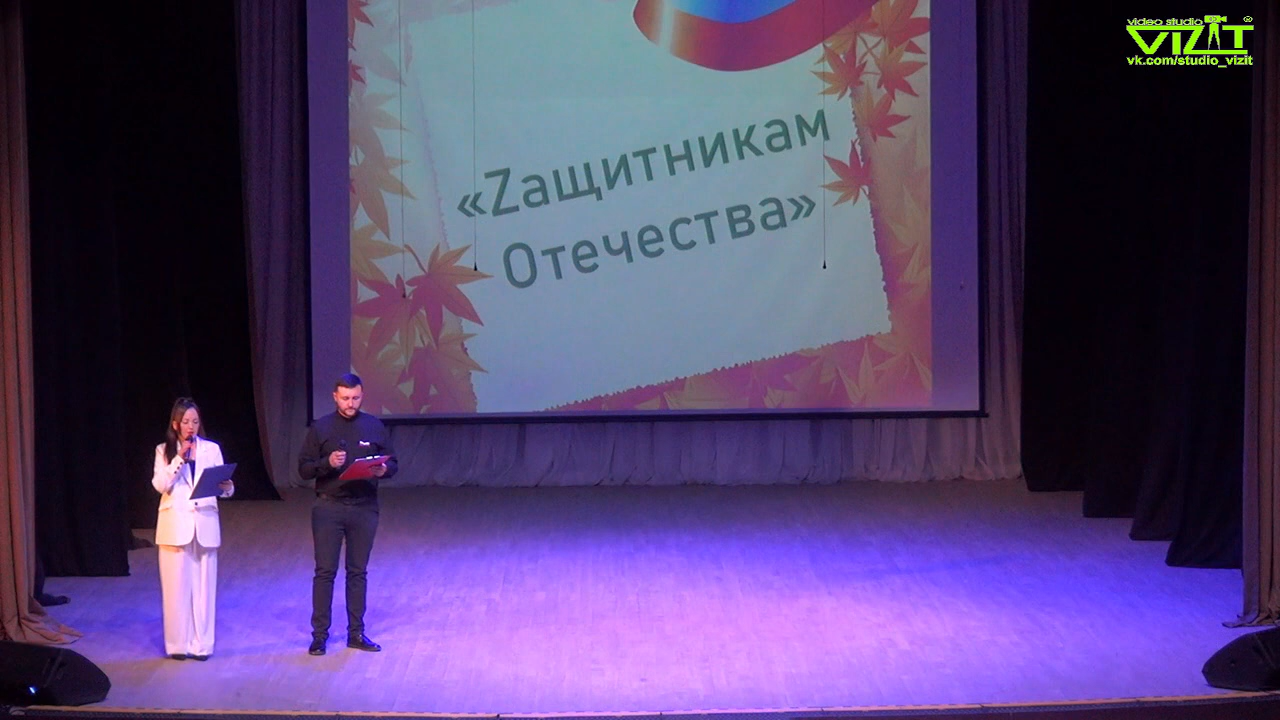 video studio
VIZIT
vk.com/studio_vizit
«Zащитникам
Отечества»